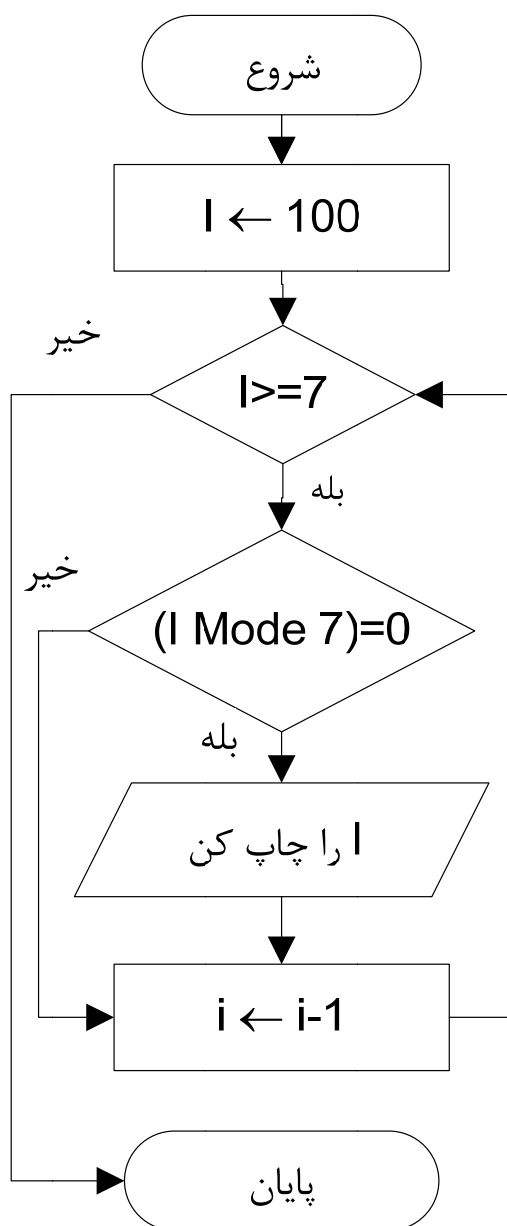 شروع
I ← 100
خیر
I>=7
بله
خیر
(I Mode 7)=0
بله
I را چاپ کن
i ← i-1
پایان